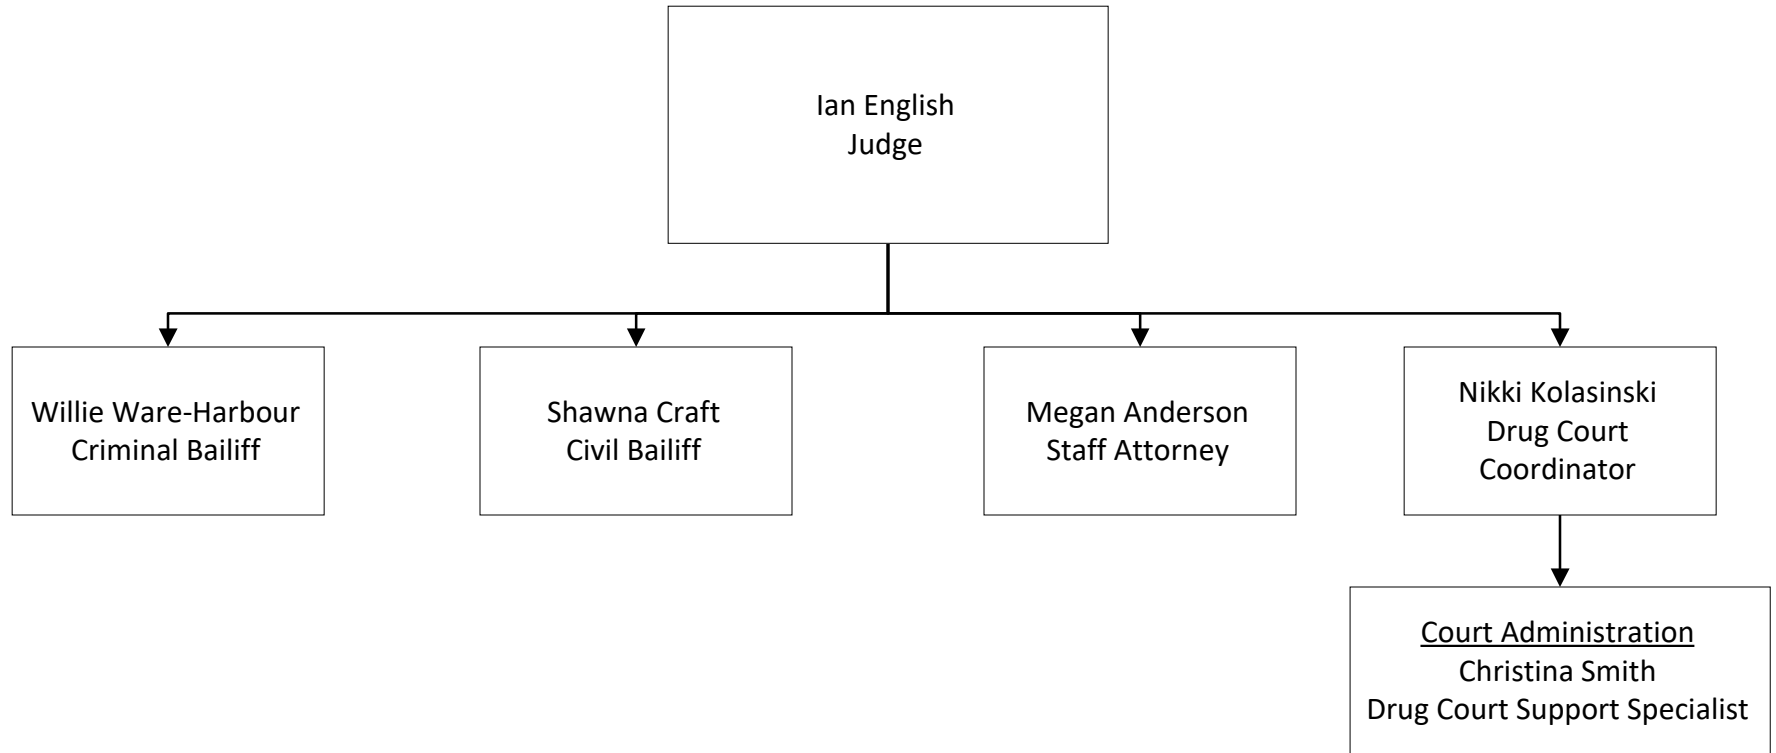 Ian English
Judge
Willie Ware-Harbour
Criminal Bailiff
Shawna Craft
Civil Bailiff
Megan Anderson
Staff Attorney
Nikki Kolasinski
Drug Court
Coordinator
Court Administration
Christina Smith
Drug Court Support Specialist